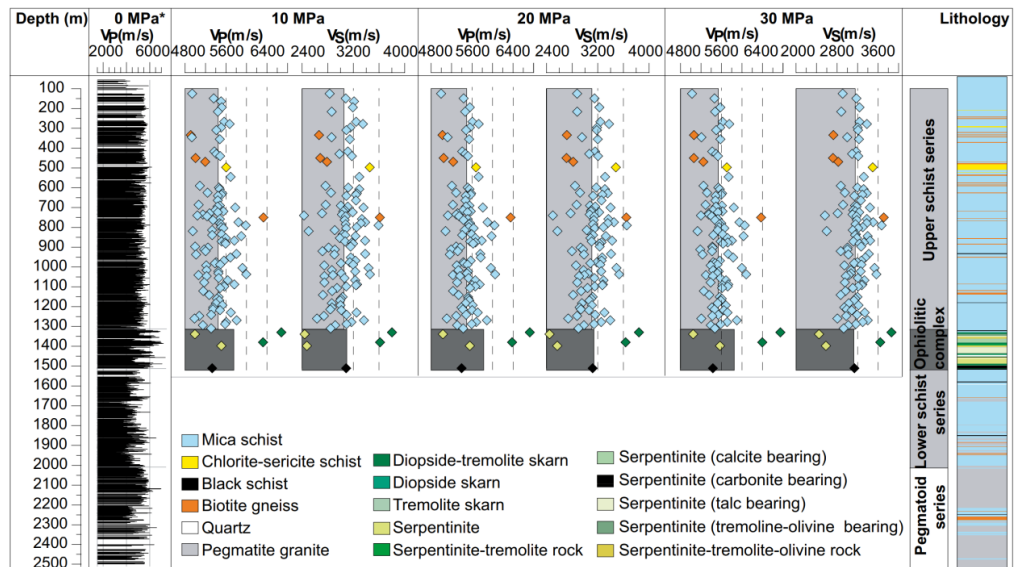 Depth (m) 0 MPa* 10 MPa 20 MPa 30 MPa Lithology
VP(m/s) VP(m/s) VS(m/s) VP(m/s) VS(m/s) VP(m/s) VS(m/s)
2000 6000 4800 5600 6400 2400 3200 4000 4800 5600 6400 2400 3200 4000 4800 5600 6400 2000 2800 3600
100
200
300
400
500
600
700
800
900
1000
1100
1200
1300
1400
1500
1600
1700
1800
1900
2000
2100
2200
2300
2400
2500
Upper schist series
Ophiolitic
complex
Lower schist
series
Pegmatoid
series
Mica schist
Chlorite-sericite schist
Black schist
Biotite gneiss
Quartz
Pegmatite granite
Diopside-tremolite skarn
Diopside skarn
Tremolite skarn
Serpentinite
Serpentinite-tremolite rock
Serpentinite (calcite bearing)
Serpentinite (carbonite bearing)
Serpentinite (talc bearing)
Serpentinite (tremoline-olivine bearing)
Serpentinite-tremolite-olivine rock